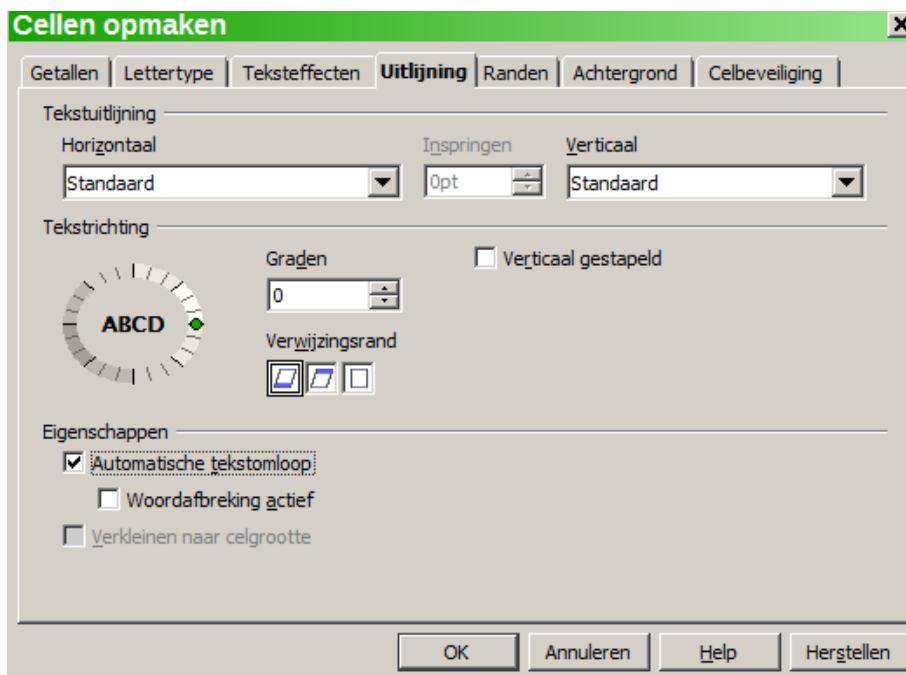 Cellen opmaken
Getallen Lettertype Teksteffecten Uitlijning Randen Achtergrond Celbeveiliging
Tekstuitlijning
Horizontaal Inspringen Verticaal
Standaard 0pt Standaard
Tekstrichting
Graden Verticaal gestapeld
0
ABCD
Verwijzingsrand
Eigenschappen
Automatische tekstomloop
Woordafbreking actief
Verkleinen naar celgrootte
OK Annuleren Help Herstellen